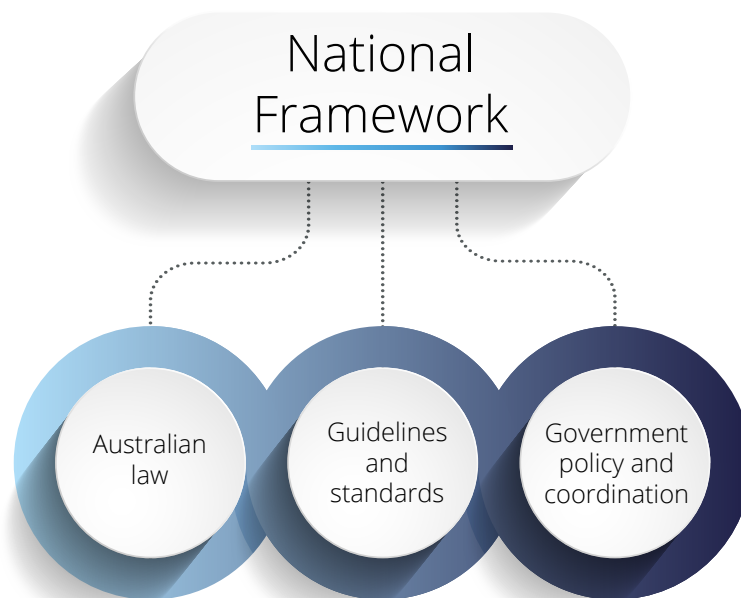 National
Framework
Australian
law
Guidelines
and
standards
Government
policy and
coordination